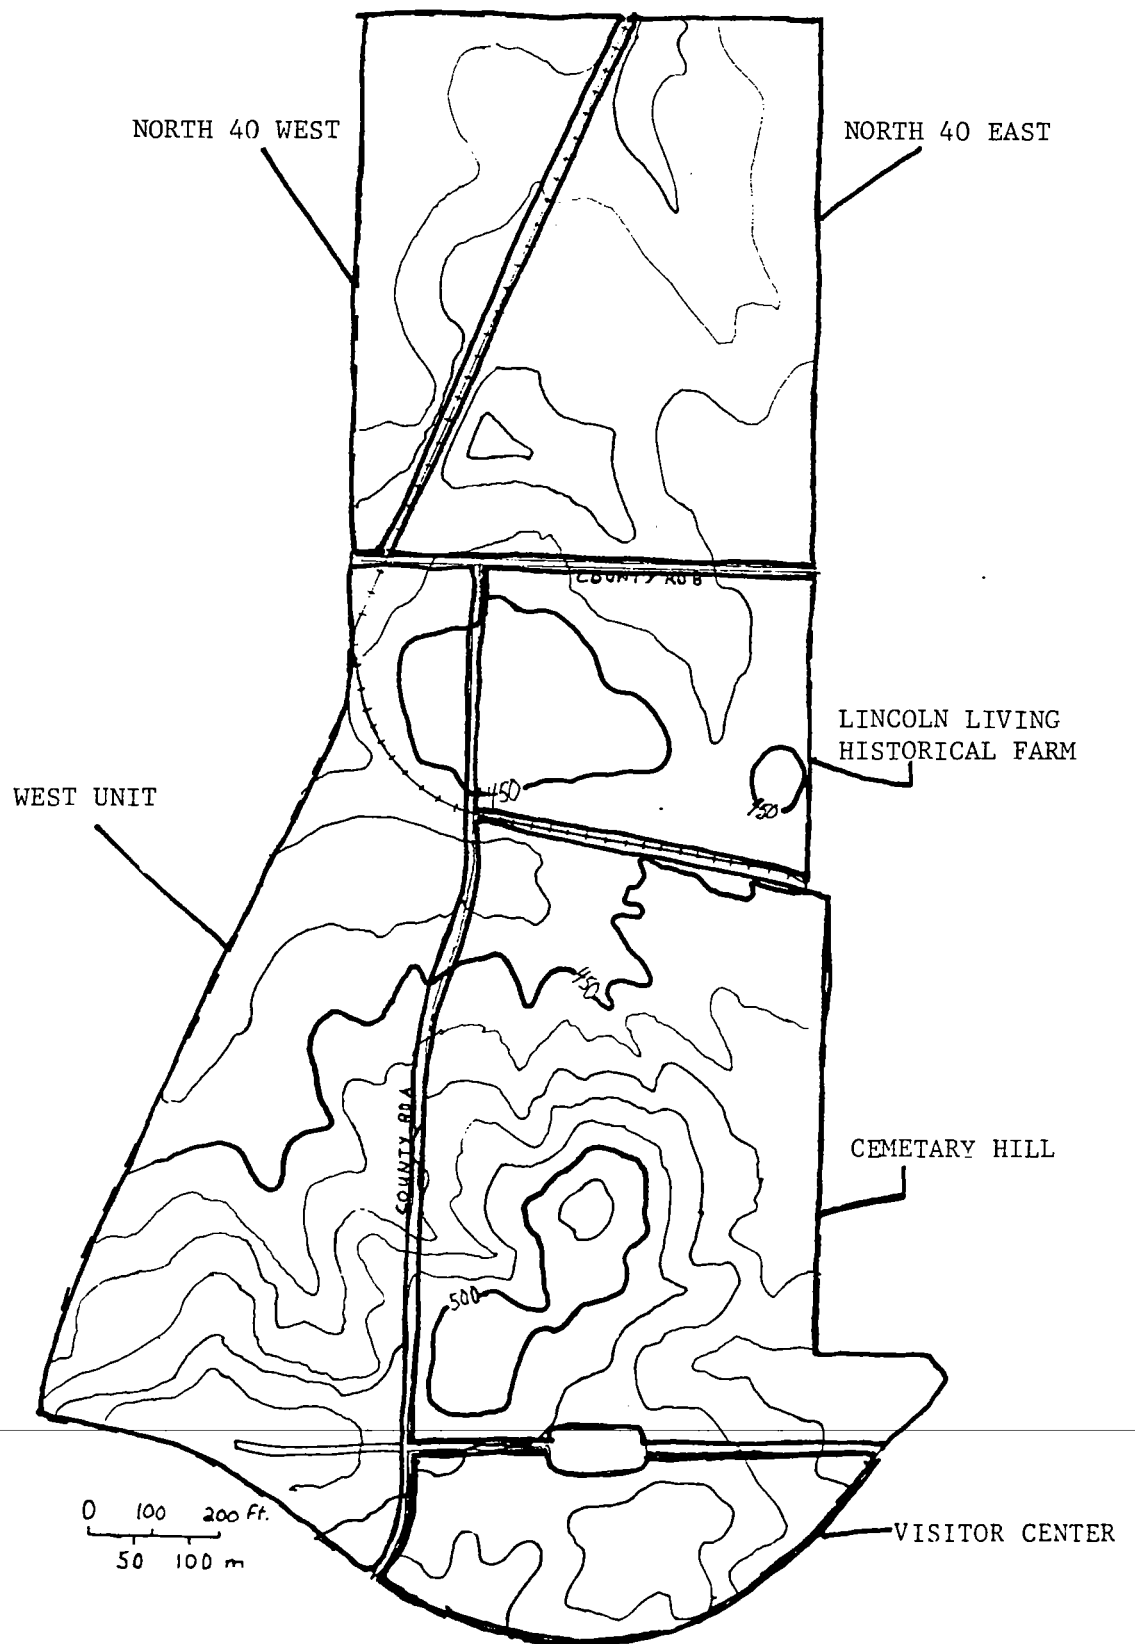 NORTH 40 WEST
NORTH 40 EAST
COUNTY RD B
LINCOLN LIVING
HISTORICAL FARM
WEST UNIT
450
450
450
COUNTY RD A
CEMETARY HILL
500
0 100 200 Ft.
50 100 m
VISITOR CENTER